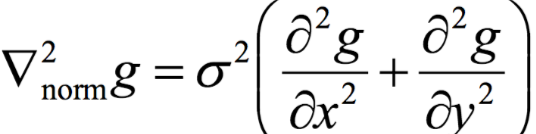 ∇²_norm g = σ² ( ∂²g/∂x² + ∂²g/∂y² )